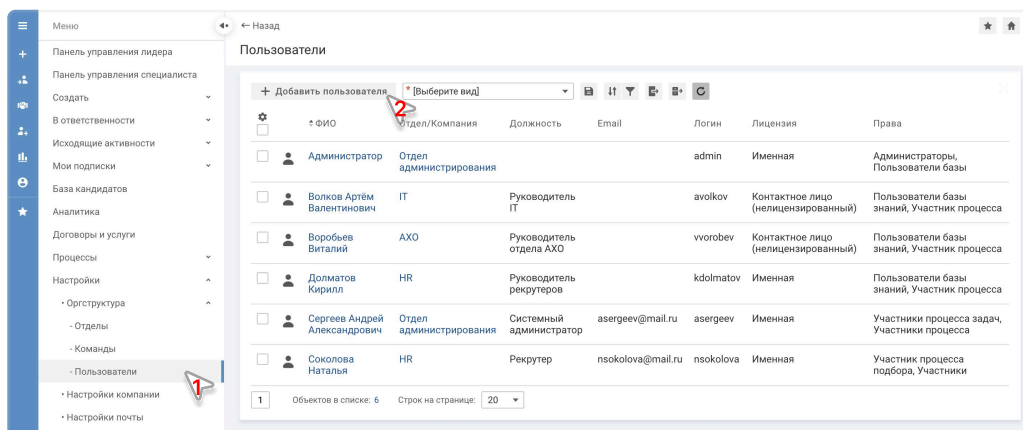 Меню
Панель управления лидера
Панель управления специалиста
Создать
В ответственности
Исходящие активности
Мои подписки
База кандидатов
Аналитика
Договоры и услуги
Процессы
Настройки
• Оргструктура
- Отделы
- Команды
- Пользователи
1
• Настройки компании
• Настройки почты
← Назад
Пользователи
+ Добавить пользователя
2
* [Выберите вид]
ФИО Отдел/Компания Должность Email Логин Лицензия Права
Администратор Отдел admin Именная Администраторы,
администрирования Пользователи базы
Волков Артём IT Руководитель avolkov Контактное лицо Пользователи базы
Валентинович IT (нелицензированный) знаний, Участник процесса
Воробьев АХО Руководитель vvorobev Контактное лицо Пользователи базы
Виталий отдела АХО (нелицензированный) знаний, Участник процесса
Долматов HR Руководитель kdolmatov Именная Пользователи базы
Кирилл рекрутеров знаний, Участник процесса
Сергеев Андрей Отдел Системный asergeev@mail.ru asergeev Именная Участники процесса задач,
Александрович администрирования администратор Участники процесса
Соколова HR Рекрутер nsokolova@mail.ru nsokolova Именная Участник процесса
Наталья подбора, Участники
1 Объектов в списке: 6 Строк на странице: 20